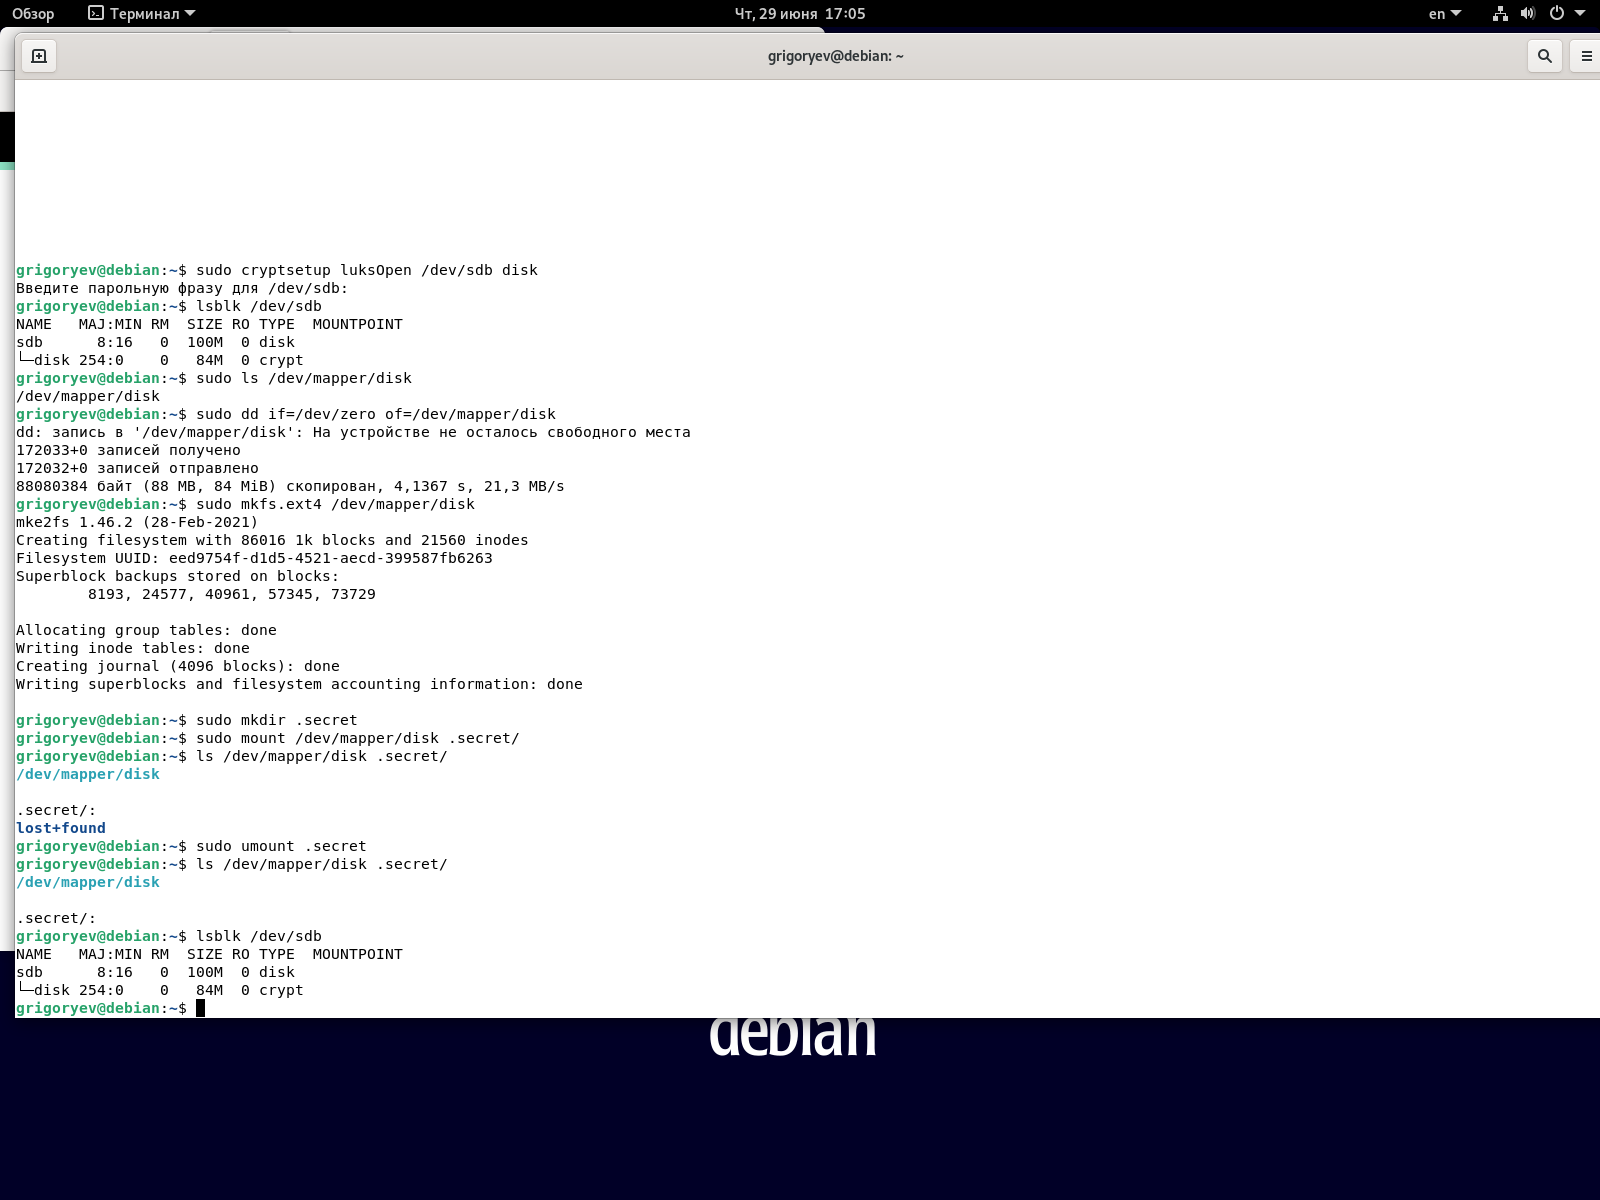 Обзор
Терминал
Чт, 29 июня 17:05
en
grigoryev@debian: ~
grigoryev@debian:~$ sudo cryptsetup luksOpen /dev/sdb disk
Введите парольную фразу для /dev/sdb:
grigoryev@debian:~$ lsblk /dev/sdb
NAME   MAJ:MIN RM  SIZE RO TYPE  MOUNTPOINT
sdb      8:16   0  100M  0 disk
└─disk 254:0    0   84M  0 crypt
grigoryev@debian:~$ sudo ls /dev/mapper/disk
/dev/mapper/disk
grigoryev@debian:~$ sudo dd if=/dev/zero of=/dev/mapper/disk
dd: запись в '/dev/mapper/disk': На устройстве не осталось свободного места
172033+0 записей получено
172032+0 записей отправлено
88080384 байт (88 MB, 84 MiB) скопирован, 4,1367 s, 21,3 MB/s
grigoryev@debian:~$ sudo mkfs.ext4 /dev/mapper/disk
mke2fs 1.46.2 (28-Feb-2021)
Creating filesystem with 86016 1k blocks and 21560 inodes
Filesystem UUID: eed9754f-d1d5-4521-aecd-399587fb6263
Superblock backups stored on blocks:
        8193, 24577, 40961, 57345, 73729

Allocating group tables: done
Writing inode tables: done
Creating journal (4096 blocks): done
Writing superblocks and filesystem accounting information: done

grigoryev@debian:~$ sudo mkdir .secret
grigoryev@debian:~$ sudo mount /dev/mapper/disk .secret/
grigoryev@debian:~$ ls /dev/mapper/disk .secret/
/dev/mapper/disk

.secret/:
lost+found
grigoryev@debian:~$ sudo umount .secret
grigoryev@debian:~$ ls /dev/mapper/disk .secret/
/dev/mapper/disk

.secret/:
grigoryev@debian:~$ lsblk /dev/sdb
NAME   MAJ:MIN RM  SIZE RO TYPE  MOUNTPOINT
sdb      8:16   0  100M  0 disk
└─disk 254:0    0   84M  0 crypt
grigoryev@debian:~$
debian